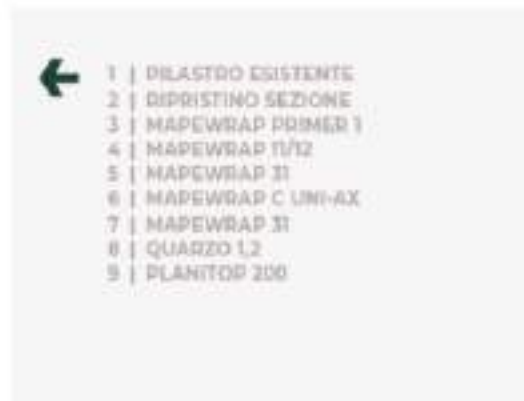 1 | PILASTRO ESISTENTE
2 | RIPRISTINO SEZIONE
3 | MAPEWRAP PRIMER 1
4 | MAPEWRAP 11/12
5 | MAPEWRAP 31
6 | MAPEWRAP C UNI-AX
7 | MAPEWRAP 31
8 | QUARZO 1,2
9 | PLANITOP 200